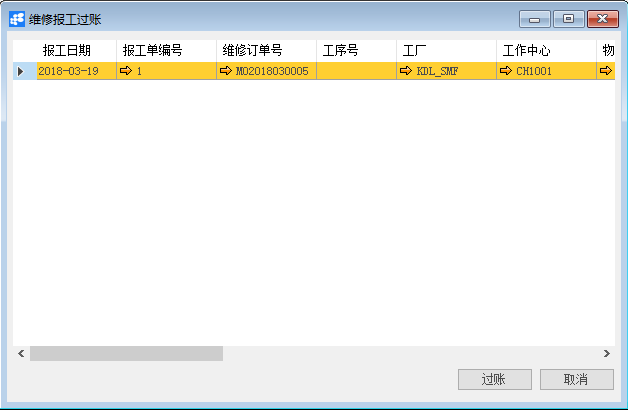 维修报工过账
报工日期 报工单编号 维修订单号 工序号 工厂 工作中心 物
2018-03-19 1 MO2018030005 KDL_SMF CH1001
过账 取消